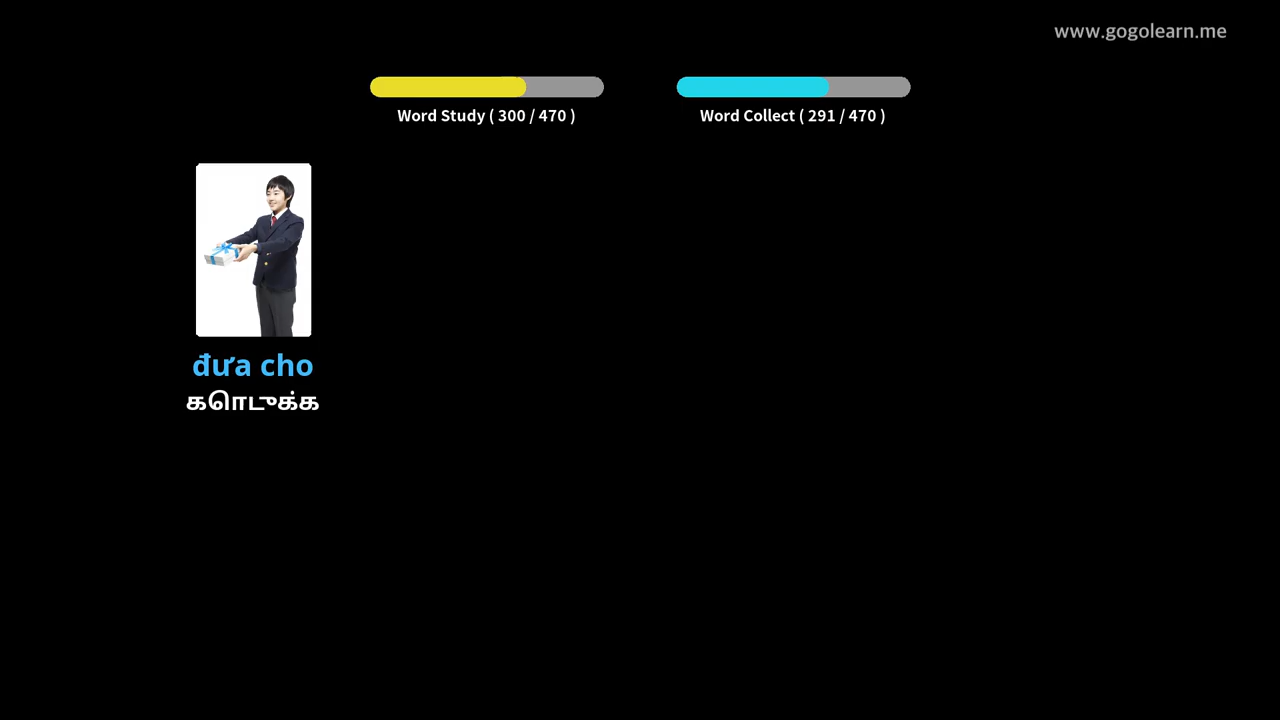 www.gogolearn.me
Word Study ( 300 / 470 )
Word Collect ( 291 / 470 )
đưa cho
கொடுக்க